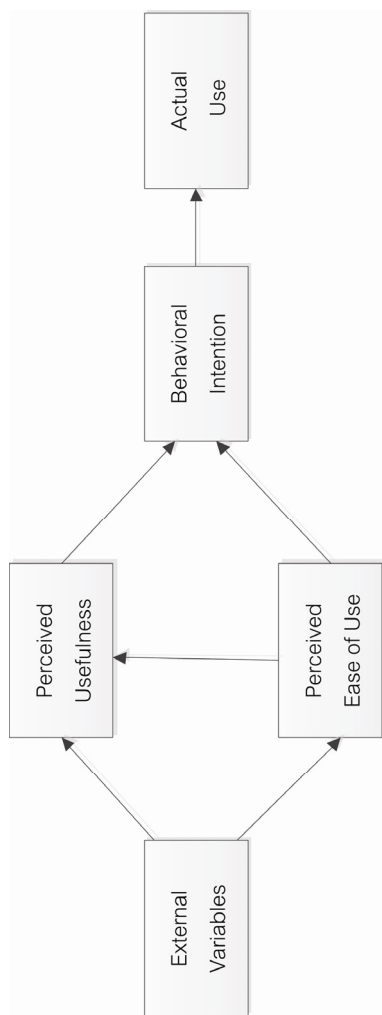 External
Variables
Perceived
Usefulness
Perceived
Ease of Use
Behavioral
Intention
Actual
Use